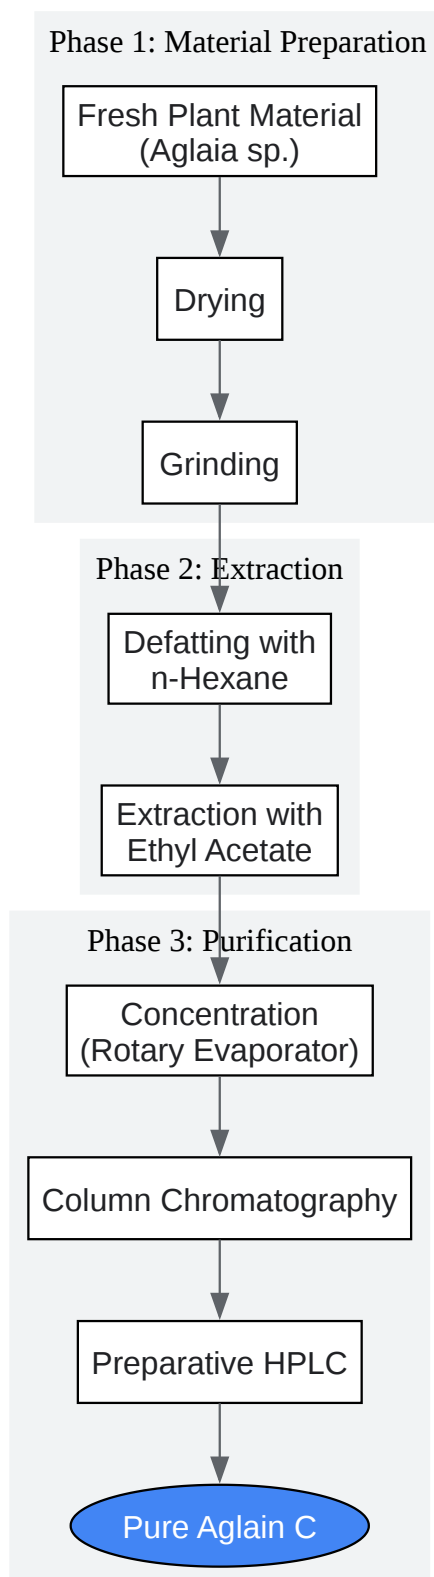 Phase 1: Material Preparation
Fresh Plant Material
(Aglaia sp.)
Drying
Grinding
Phase 2: Extraction
Defatting with
n-Hexane
Extraction with
Ethyl Acetate
Phase 3: Purification
Concentration
(Rotary Evaporator)
Column Chromatography
Preparative HPLC
Pure Aglain C